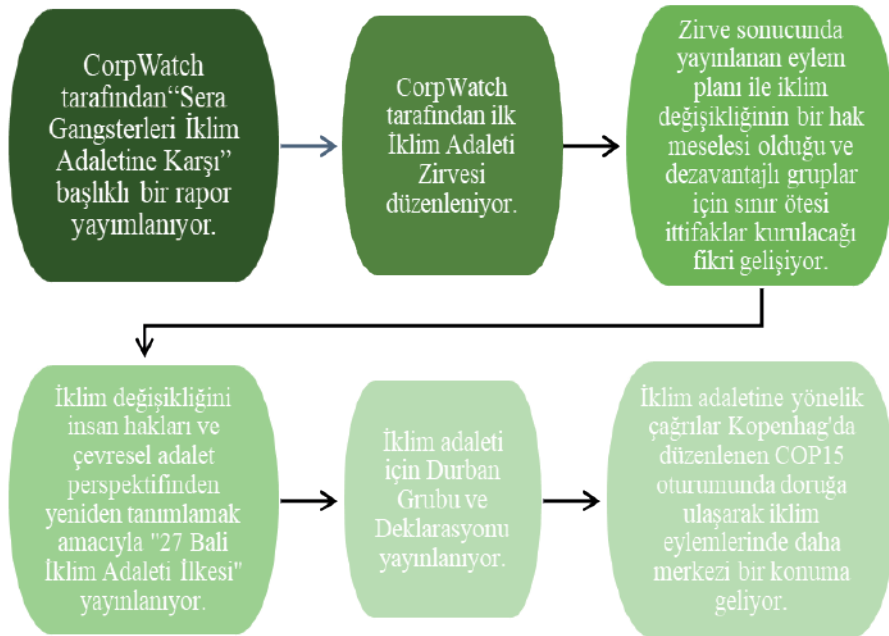 CorpWatch
tarafından“Sera
Gangsterleri İklim
Adaletine Karşı”
başlıklı bir rapor
yayımlanıyor.
CorpWatch
tarafından ilk
İklim Adaleti
Zirvesi
düzenleniyor.
Zirve sonucunda
yayınlanan eylem
planı ile iklim
değişikliğinin bir hak
meselesi olduğu ve
dezavantajlı gruplar
için sınır ötesi
ittifaklar kurulacağı
fikri gelişiyor.
İklim değişikliğini
insan hakları ve
çevresel adalet
perspektifinden
yeniden tanımlamak
amacıyla "27 Bali
İklim Adaleti İlkesi"
yayınlanıyor.
İklim adaleti
için Durban
Grubu ve
Deklarasyonu
yayınlanıyor.
İklim adaletine yönelik
çağrılar Kopenhag'da
düzenlenen COP15
oturumunda doruğa
ulaşarak iklim
eylemlerinde daha
merkezi bir konuma
geliyor.